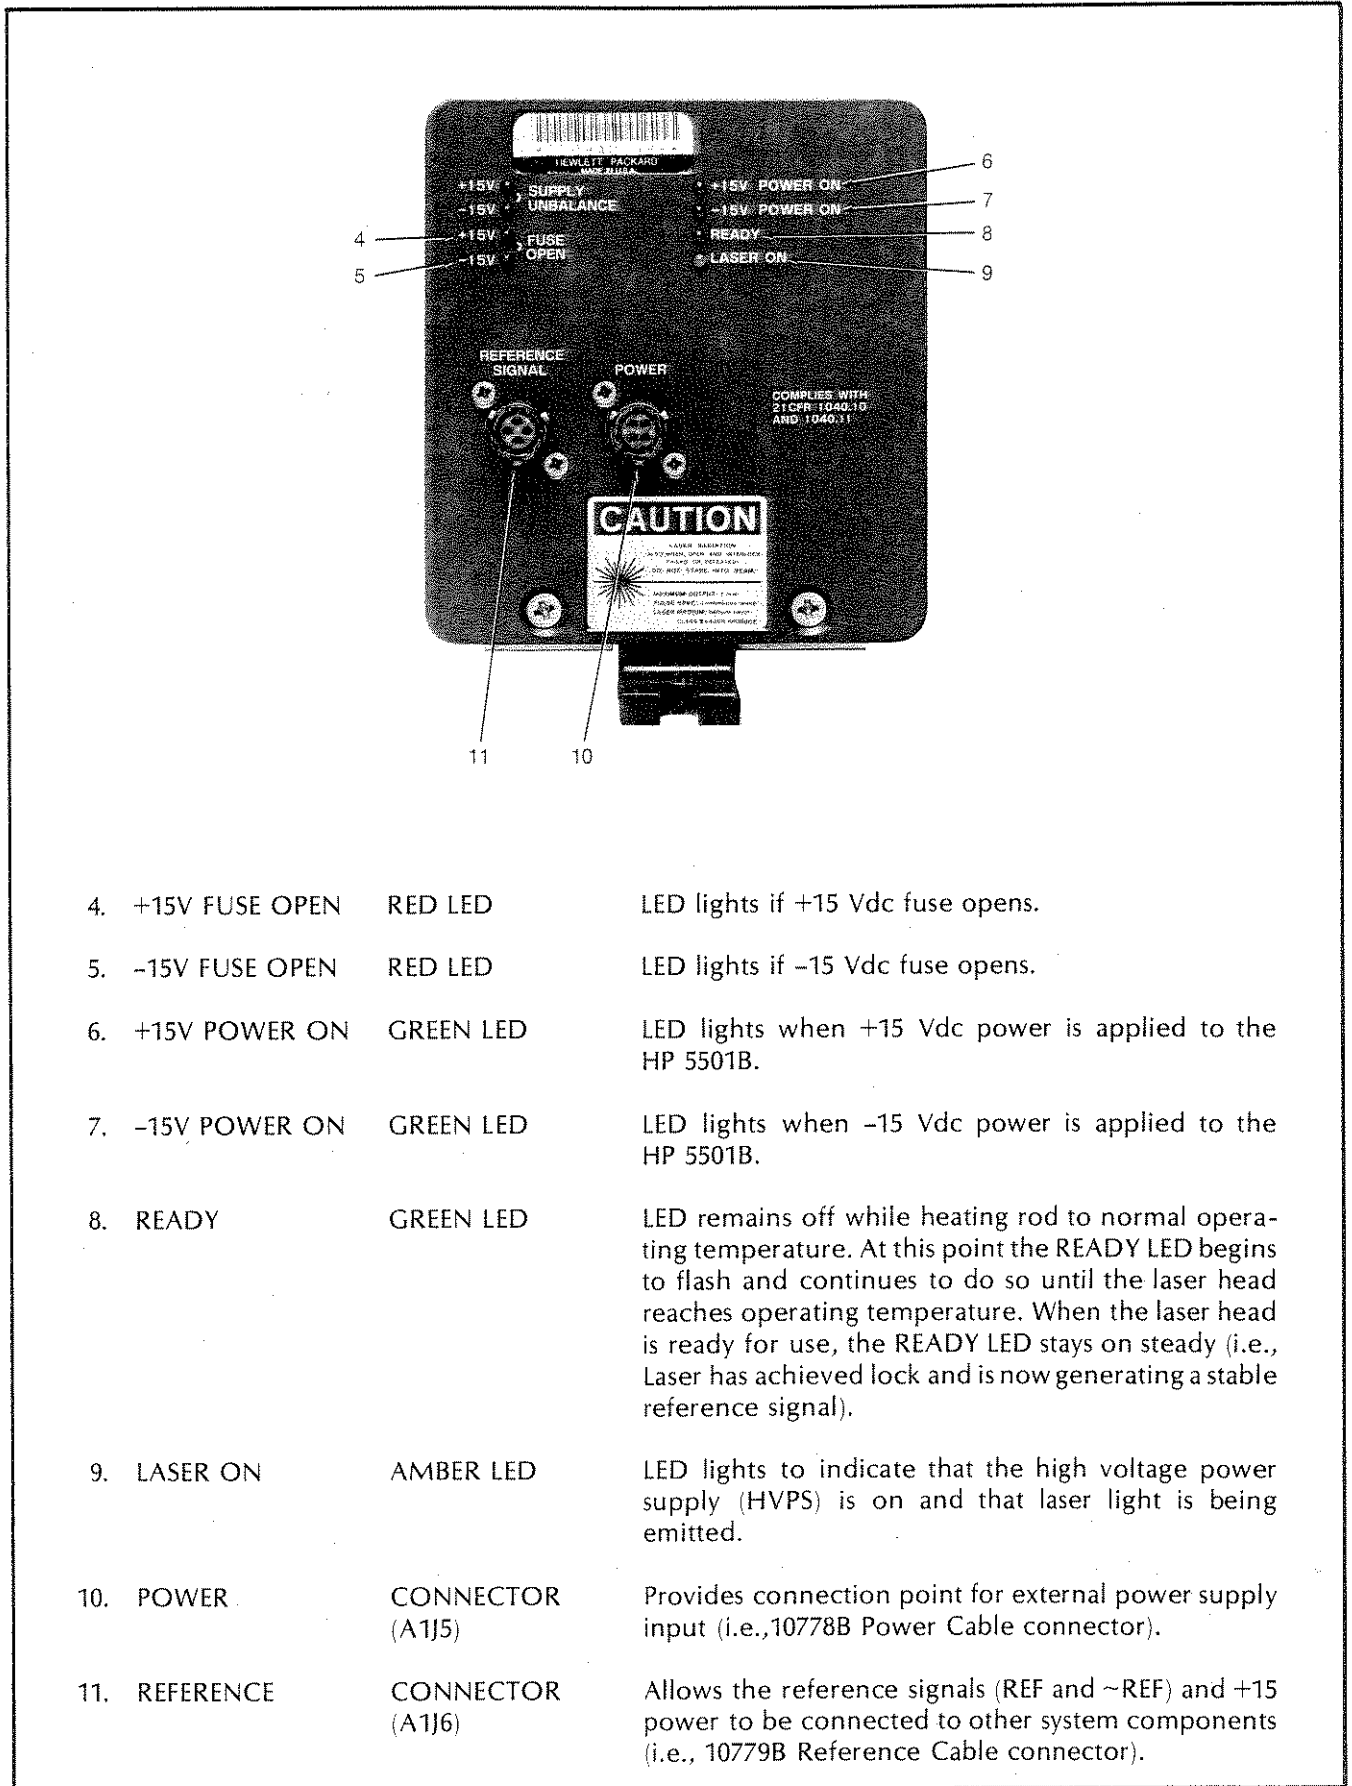 HEWLETT PACKARD
MADE IN U.S.A.
+15V
-15V
SUPPLY
UNBALANCE
+15V
-15V
FUSE
OPEN
+15V POWER ON
-15V POWER ON
READY
LASER ON
4
5
6
7
8
9
REFERENCE
SIGNAL
POWER
COMPLIES WITH
21CFR 1040.10
AND 1040.11
CAUTION
LASER RADIATION
DO NOT STARE INTO BEAM
11
10
4. +15V FUSE OPEN RED LED LED lights if +15 Vdc fuse opens.
5. –15V FUSE OPEN RED LED LED lights if –15 Vdc fuse opens.
6. +15V POWER ON GREEN LED LED lights when +15 Vdc power is applied to the
HP 5501B.
7. –15V POWER ON GREEN LED LED lights when –15 Vdc power is applied to the
HP 5501B.
8. READY GREEN LED LED remains off while heating rod to normal opera-
ting temperature. At this point the READY LED begins
to flash and continues to do so until the laser head
reaches operating temperature. When the laser head
is ready for use, the READY LED stays on steady (i.e.,
Laser has achieved lock and is now generating a stable
reference signal).
9. LASER ON AMBER LED LED lights to indicate that the high voltage power
supply (HVPS) is on and that laser light is being
emitted.
10. POWER CONNECTOR Provides connection point for external power supply
(A1J5) input (i.e.,10778B Power Cable connector).
11. REFERENCE CONNECTOR Allows the reference signals (REF and ~REF) and +15
(A1J6) power to be connected to other system components
(i.e., 10779B Reference Cable connector).